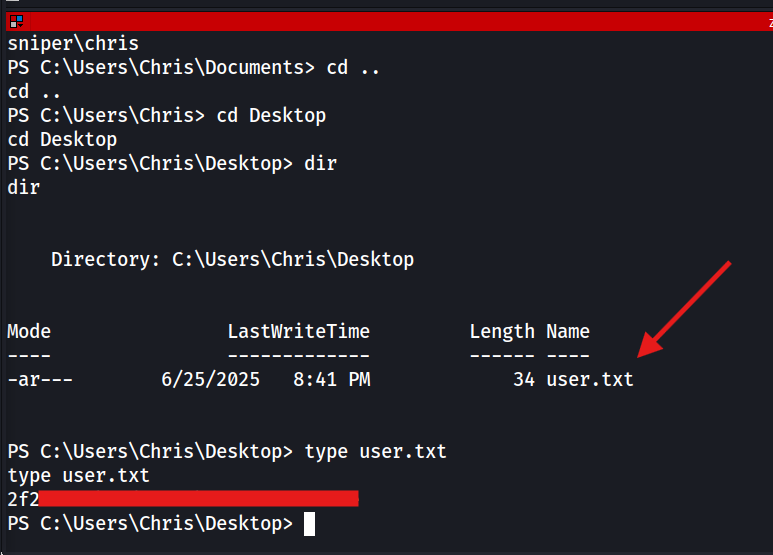 sniper\chris
PS C:\Users\Chris\Documents> cd ..
cd ..
PS C:\Users\Chris> cd Desktop
cd Desktop
PS C:\Users\Chris\Desktop> dir
dir
Directory: C:\Users\Chris\Desktop
Mode LastWriteTime Length Name
---- ------------- ------ ----
-ar--- 6/25/2025 8:41 PM 34 user.txt
PS C:\Users\Chris\Desktop> type user.txt
type user.txt
2f2
PS C:\Users\Chris\Desktop>